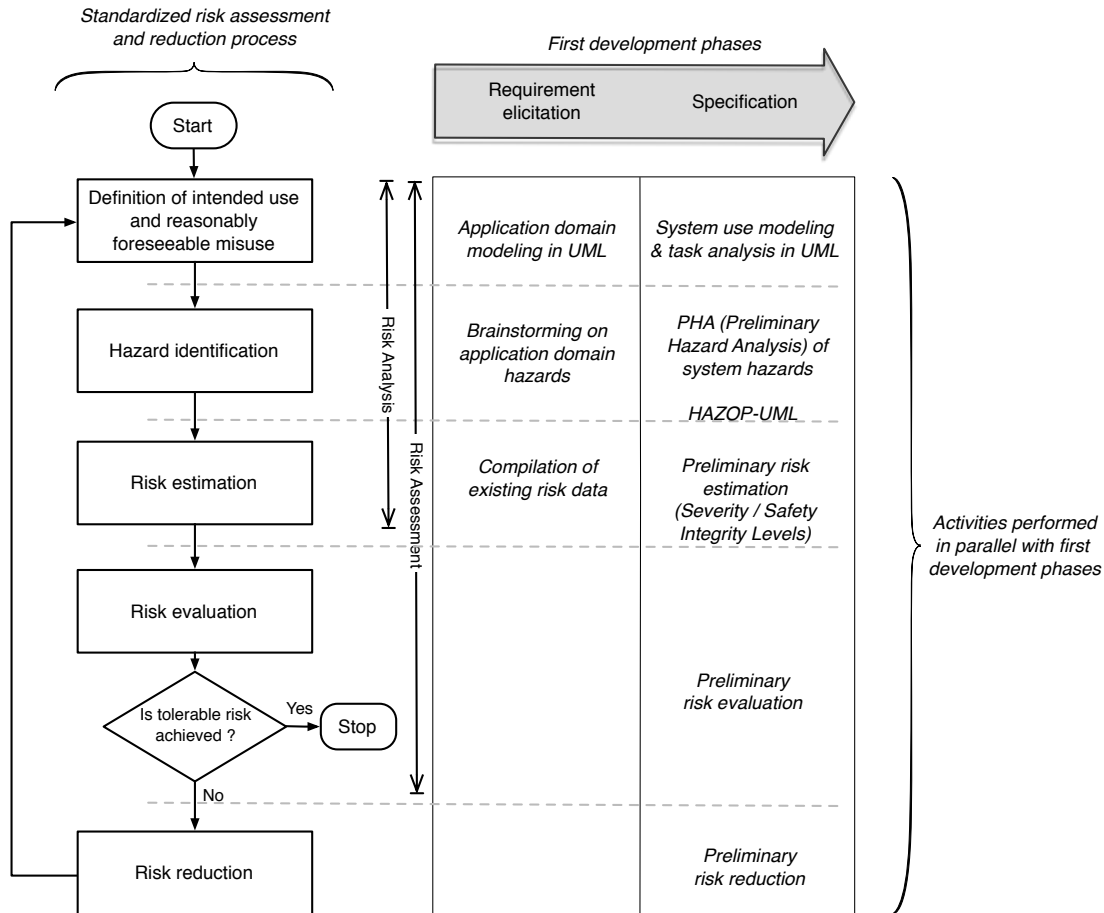 Standardized risk assessment
and reduction process
First development phases
Requirement
elicitation
Specification
Start
Definition of intended use
and reasonably
foreseeable misuse
Application domain
modeling in UML
System use modeling
& task analysis in UML
Hazard identification
Risk Analysis
Brainstorming on
application domain
hazards
PHA (Preliminary
Hazard Analysis) of
system hazards
HAZOP-UML
Risk estimation
Risk Assessment
Compilation of
existing risk data
Preliminary risk
estimation
(Severity / Safety
Integrity Levels)
Activities performed
in parallel with first
development phases
Risk evaluation
Is tolerable risk
achieved ?
Yes
Stop
Preliminary
risk evaluation
No
Risk reduction
Preliminary
risk reduction